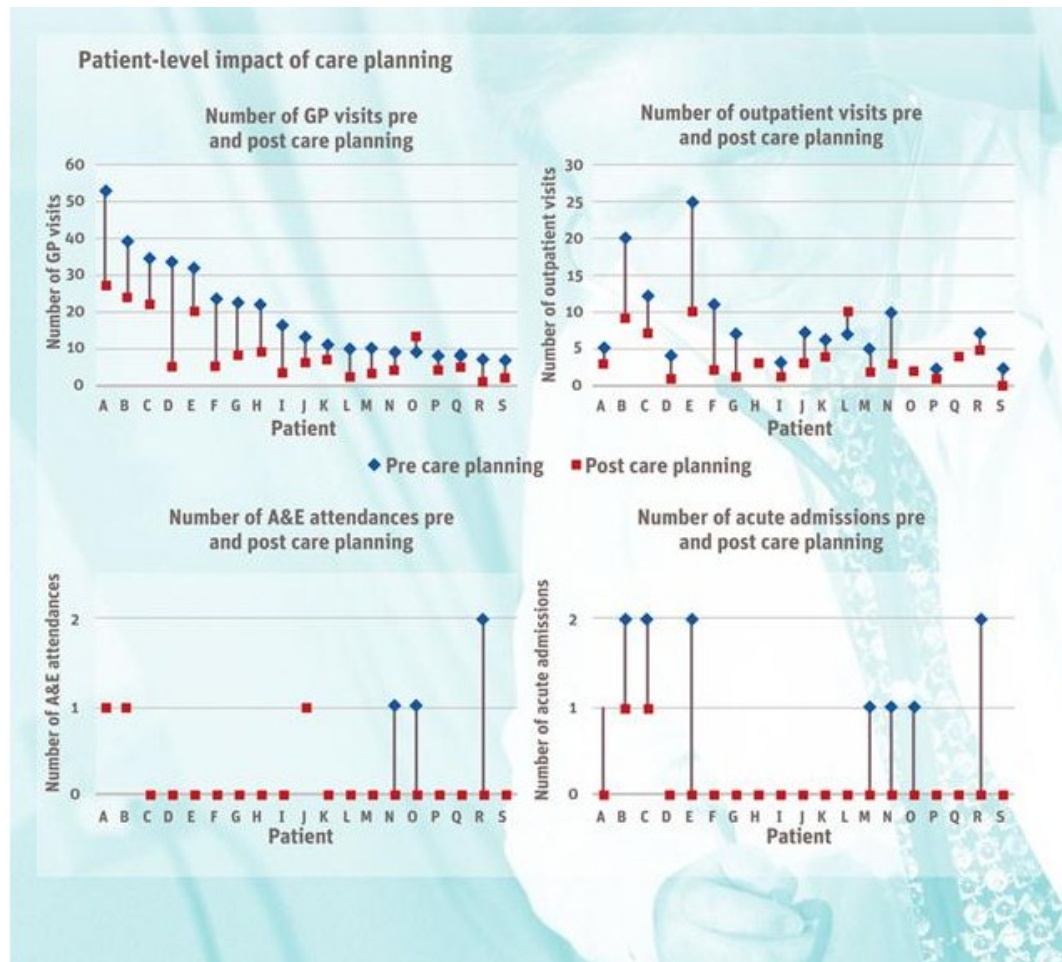 Patient-level impact of care planning
Number of GP visits pre
and post care planning
60
50
40
30
20
10
0
Number of GP visits
A B C D E F G H I J K L M N O P Q R S
Patient
Number of outpatient visits pre
and post care planning
30
25
20
15
10
5
0
Number of outpatient visits
A B C D E F G H I J K L M N O P Q R S
Patient
Pre care planning Post care planning
Number of A&E attendances pre
and post care planning
2
1
0
Number of A&E attendances
A B C D E F G H I J K L M N O P Q R S
Patient
Number of acute admissions pre
and post care planning
2
1
0
Number of acute admissions
A B C D E F G H I J K L M N O P Q R S
Patient